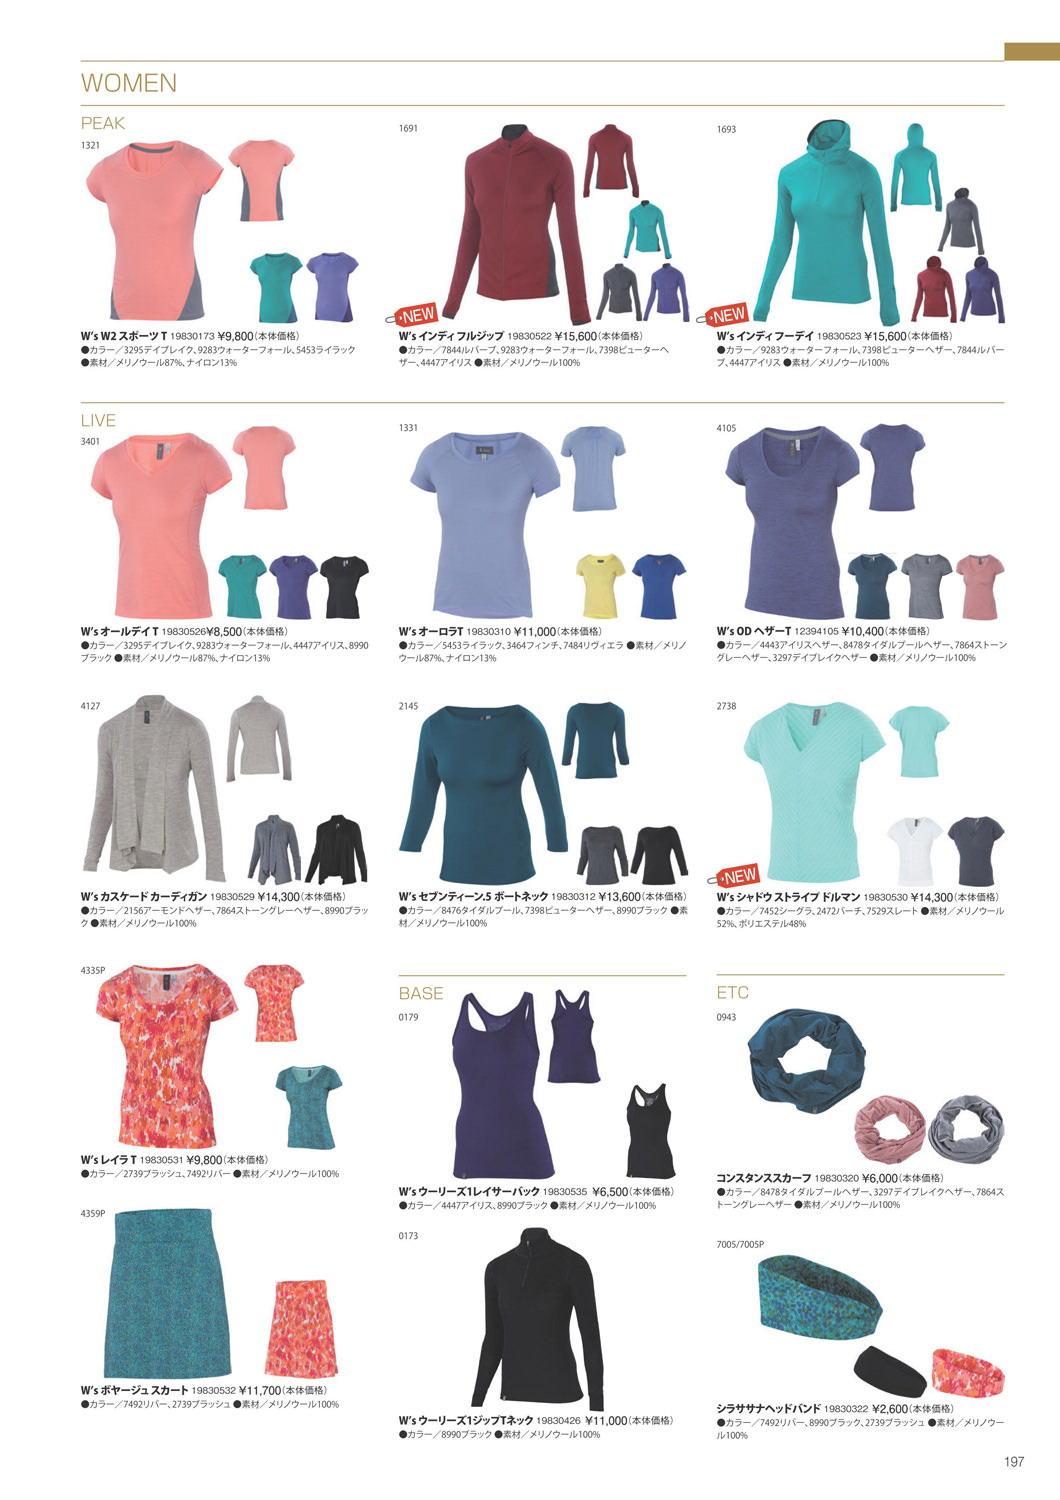 WOMEN
PEAK
1321
W's W2 スポーツ T 19830173 ¥9,800(本体価格)
●カラー／3295デイブレイク、9283ウォーターフォール、5453ライラック
●素材／メリノウール87%、ナイロン13%
1691
NEW
W's インディ フルジップ 19830522 ¥15,600(本体価格)
●カラー／7844ルバーブ、9283ウォーターフォール、7398ピューターヘ
ザー、4447アイリス ●素材／メリノウール100%
1693
NEW
W's インディ フーディ 19830523 ¥15,600(本体価格)
●カラー／9283ウォーターフォール、7398ピューターヘザー、7844ルバー
ブ、4447アイリス ●素材／メリノウール100%
LIVE
3401
W's オールデイ T 19830526¥8,500(本体価格)
●カラー／3295デイブレイク、9283ウォーターフォール、4447アイリス、8990
ブラック ●素材／メリノウール87%、ナイロン13%
1331
W's オーロラT 19830310 ¥11,000(本体価格)
●カラー／5453ライラック、3464フィンチ、7484リヴィエラ ●素材／メリノ
ウール87%、ナイロン13%
4105
W's OD ヘザーT 12394105 ¥10,400(本体価格)
●カラー／4443アイリスヘザー、8478タイダルプールヘザー、7864ストーン
グレーヘザー、3297デイブレイクヘザー ●素材／メリノウール100%
4127
W's カスケード カーディガン 19830529 ¥14,300(本体価格)
●カラー／2156アーモンドヘザー、7864ストーングレーヘザー、8990ブラッ
ク ●素材／メリノウール100%
2145
W's セブンティーン.5 ボートネック 19830312 ¥13,600(本体価格)
●カラー／8476タイダルプール、7398ピューターヘザー、8990ブラック ●素
材／メリノウール100%
2738
NEW
W's シャドウ ストライプ ドルマン 19830530 ¥14,300(本体価格)
●カラー／7452シーグラ、2472バーチ、7529スレート ●素材／メリノウール
52%、ポリエステル48%
4335P
W's レイラ T 19830531 ¥9,800(本体価格)
●カラー／2739ブラッシュ、7492リバー ●素材／メリノウール100%
4359P
W's ボヤージュ スカート 19830532 ¥11,700(本体価格)
●カラー／7492リバー、2739ブラッシュ ●素材／メリノウール100%
BASE
0179
W's ウーリーズ1レイサーバック 19830535 ¥6,500(本体価格)
●カラー／4447アイリス、8990ブラック ●素材／メリノウール100%
0173
W's ウーリーズ1ジップTネック 19830426 ¥11,000(本体価格)
●カラー／8990ブラック ●素材／メリノウール100%
ETC
0943
コンスタンススカーフ 19830320 ¥6,000(本体価格)
●カラー／8478タイダルプールヘザー、3297デイブレイクヘザー、7864ス
トーングレーヘザー ●素材／メリノウール100%
7005/7005P
シラササナヘッドバンド 19830322 ¥2,600(本体価格)
●カラー／7492リバー、8990ブラック、2739ブラッシュ ●素材／メリノウー
ル100%
197